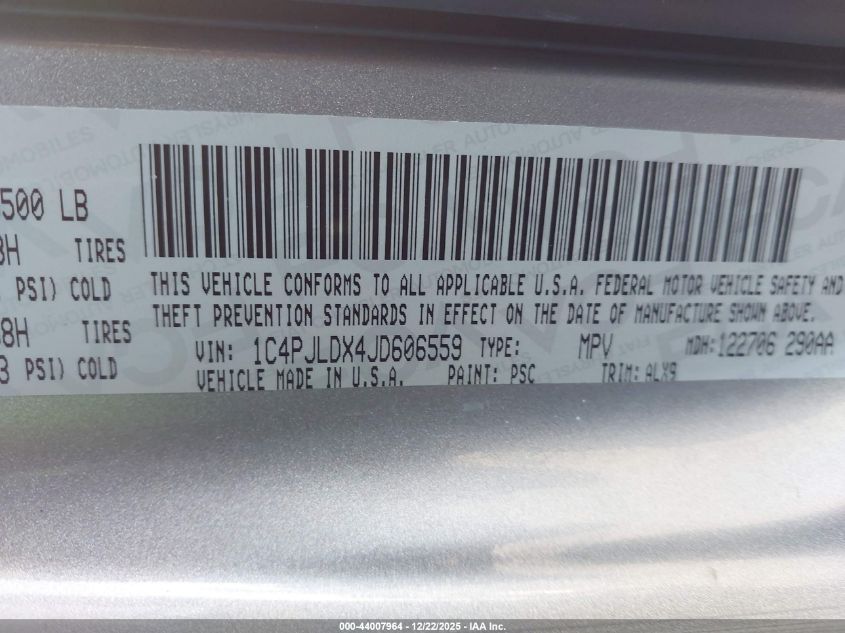 500 LB
TIRES
PSI) COLD
THIS VEHICLE CONFORMS TO ALL APPLICABLE U.S.A. FEDERAL MOTOR VEHICLE SAFETY AND
THEFT PREVENTION STANDARDS IN EFFECT ON THE DATE OF MANUFACTURE SHOWN ABOVE.
8H TIRES
VIN: 1C4PJLDX4JD606559 TYPE: MPV MDH: 122706 290AA
3 PSI) COLD
VEHICLE MADE IN U.S.A. PAINT: PSC TRIM: ALX9
000-44007964 - 12/22/2025 - IAA Inc.